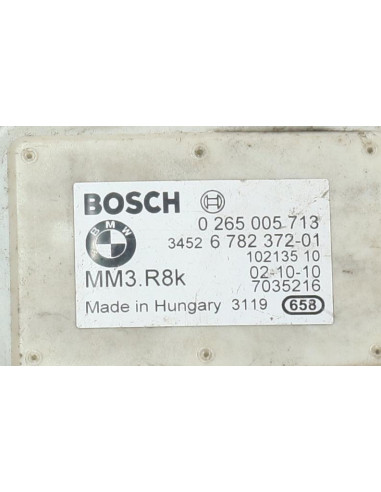 BOSCH
0 265 005 713
BMW
3452 6 782 372-01
102135 10
MM3.R8k 02-10-10
7035216
Made in Hungary 3119 658